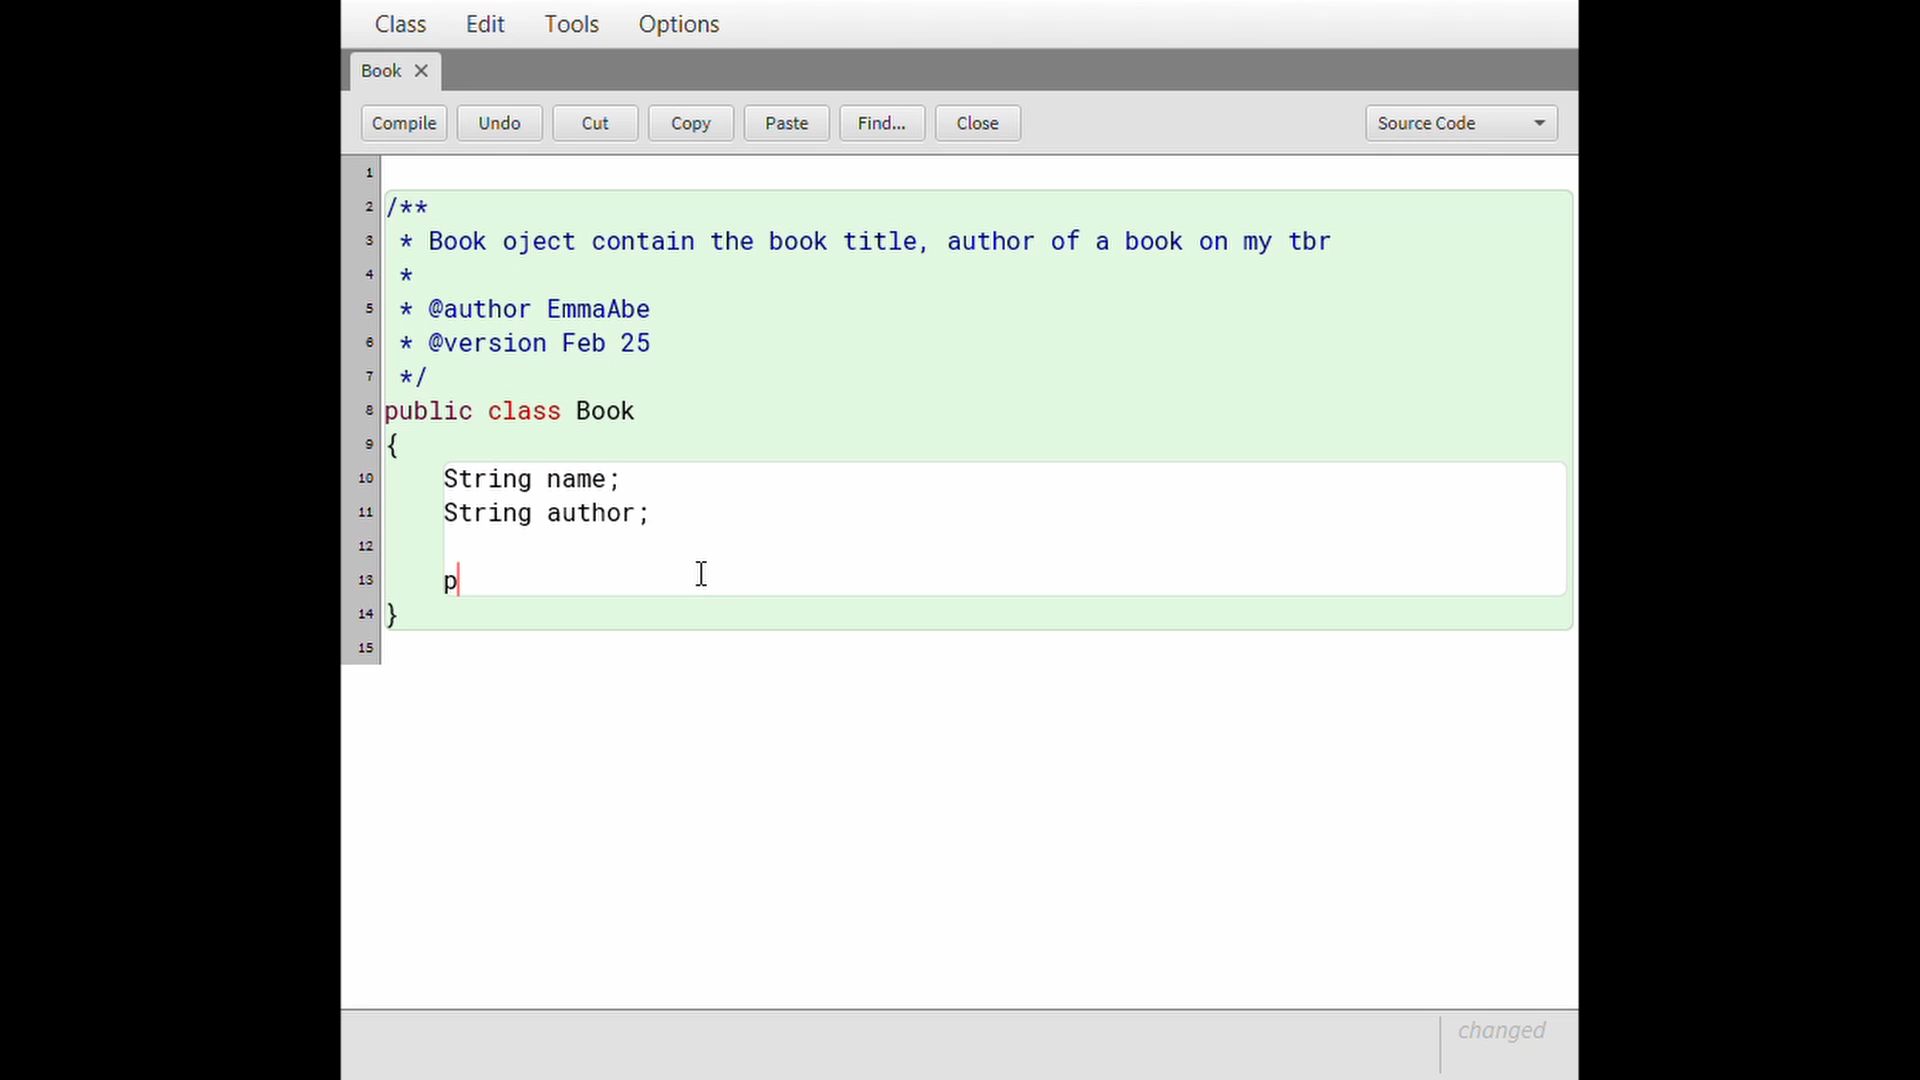 Class Edit Tools Options
Book
Compile Undo Cut Copy Paste Find... Close Source Code
1
2 /**
3 * Book oject contain the book title, author of a book on my tbr
4 *
5 * @author EmmaAbe
6 * @version Feb 25
7 */
8 public class Book
9 {
10 String name;
11 String author;
12
13 p
14 }
15
changed